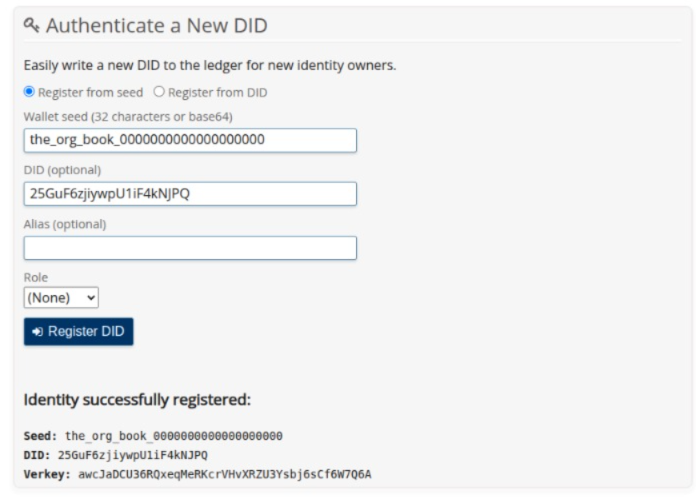 Authenticate a New DID
Easily write a new DID to the ledger for new identity owners.
Register from seed Register from DID
Wallet seed (32 characters or base64)
the_org_book_0000000000000000000
DID (optional)
25GuF6zjiywpU1iF4kNJPQ
Alias (optional)
Role
(None)
Register DID
Identity successfully registered:
Seed: the_org_book_0000000000000000000
DID: 25GuF6zjiywpU1iF4kNJPQ
Verkey: awcJaDCU36RQxeqMeRKcrVHvXRZU3Ysbj6sCf6W7Q6A